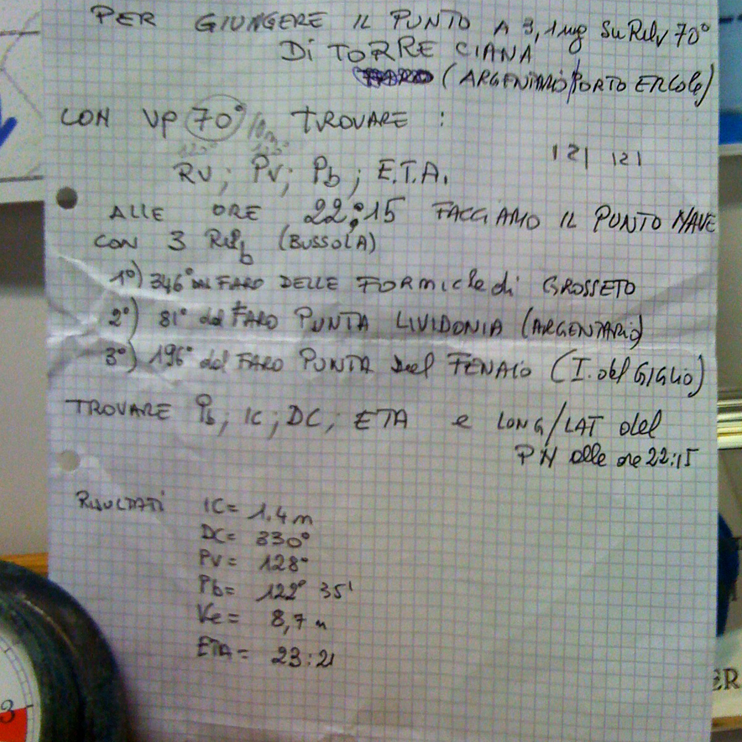 PER GIUNGERE IL PUNTO A 3,1 mg Su Rilv 70°
DI TORRE CIANA
(ARGENTARIO/PORTO ERCOLE)
CON VP 70° TROVARE :
121 121
RV ; PV ; Pb ; E.T.A.
ALLE ORE 22:15 FACCIAMO IL PUNTO NAVE
CON 3 Rilb (BUSSOLA)
1°) 346° DAL FARO DELLE FORMICHE di GROSSETO
2°) 81° dal FARO PUNTA LIVIDONIA (ARGENTARIO)
3°) 196° dal FARO PUNTA del FENAIO (I. del GIGLIO)
TROVARE Pb ; IC ; DC ; ETA e LONG/LAT del
PN alle ore 22:15
RISULTATI IC = 1.4 m
DC = 330°
PV = 128°
Pb = 122° 35'
Ve = 8,7 n
ETA = 23:21
3
ER